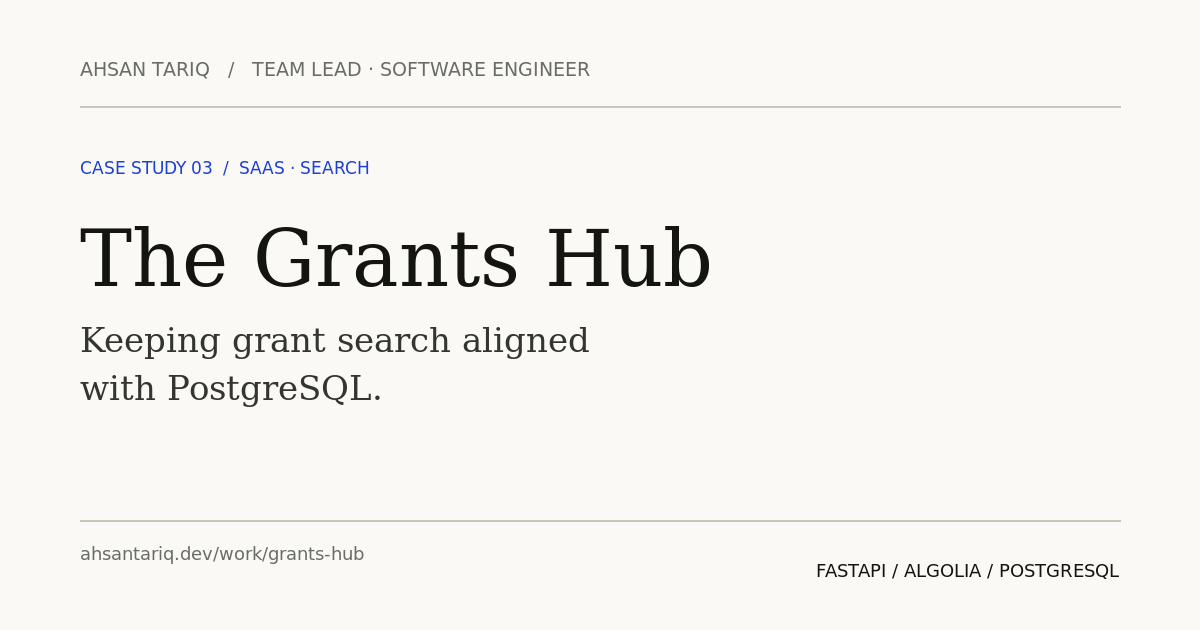 AHSAN TARIQ / TEAM LEAD · SOFTWARE ENGINEER
CASE STUDY 03 / SAAS · SEARCH
The Grants Hub
Keeping grant search aligned
with PostgreSQL.
ahsantariq.dev/work/grants-hub
FASTAPI / ALGOLIA / POSTGRESQL